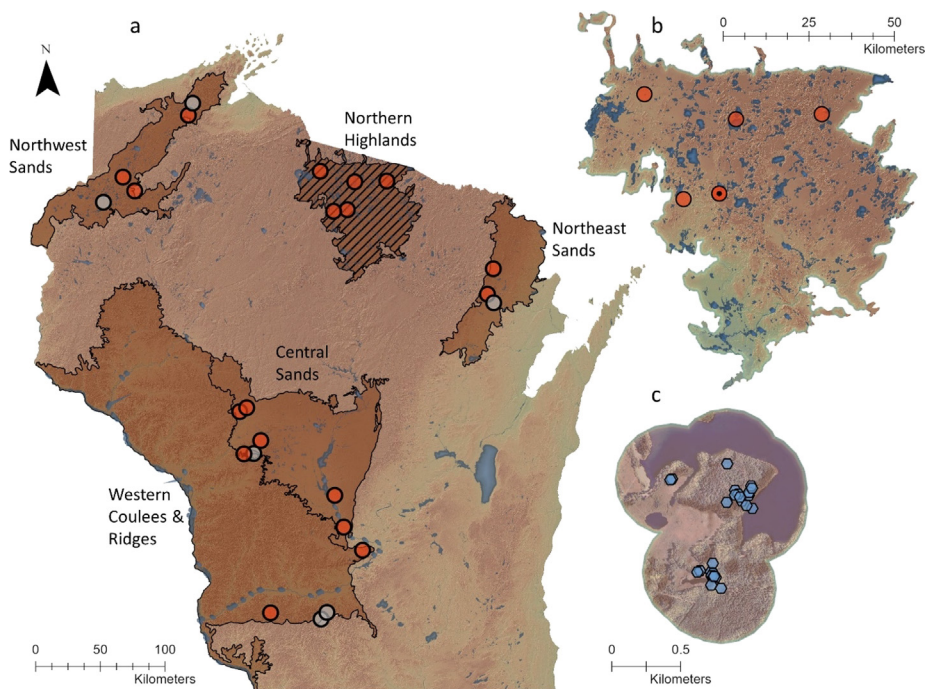 a
N
Northwest
Sands
Northern
Highlands
Northeast
Sands
Central
Sands
Western
Coulees &
Ridges
0 50 100
Kilometers
b
0 25 50
Kilometers
c
0 0.5
Kilometers